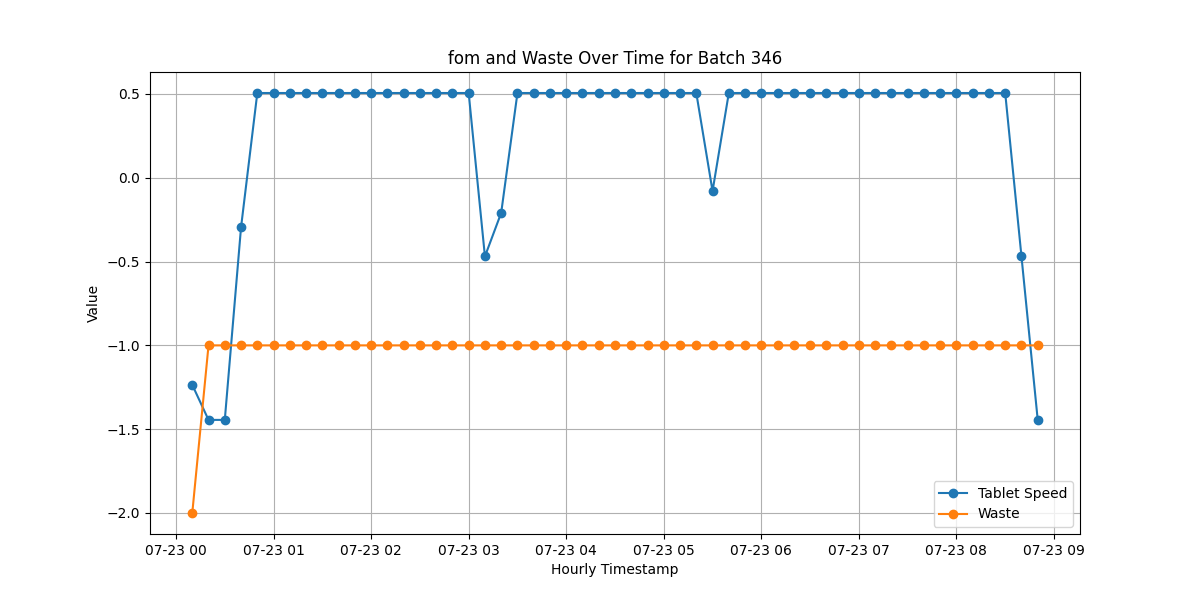 fom and Waste Over Time for Batch 346
Value
0.5
0.0
−0.5
−1.0
−1.5
−2.0
Tablet Speed
Waste
07-23 00 07-23 01 07-23 02 07-23 03 07-23 04 07-23 05 07-23 06 07-23 07 07-23 08 07-23 09
Hourly Timestamp